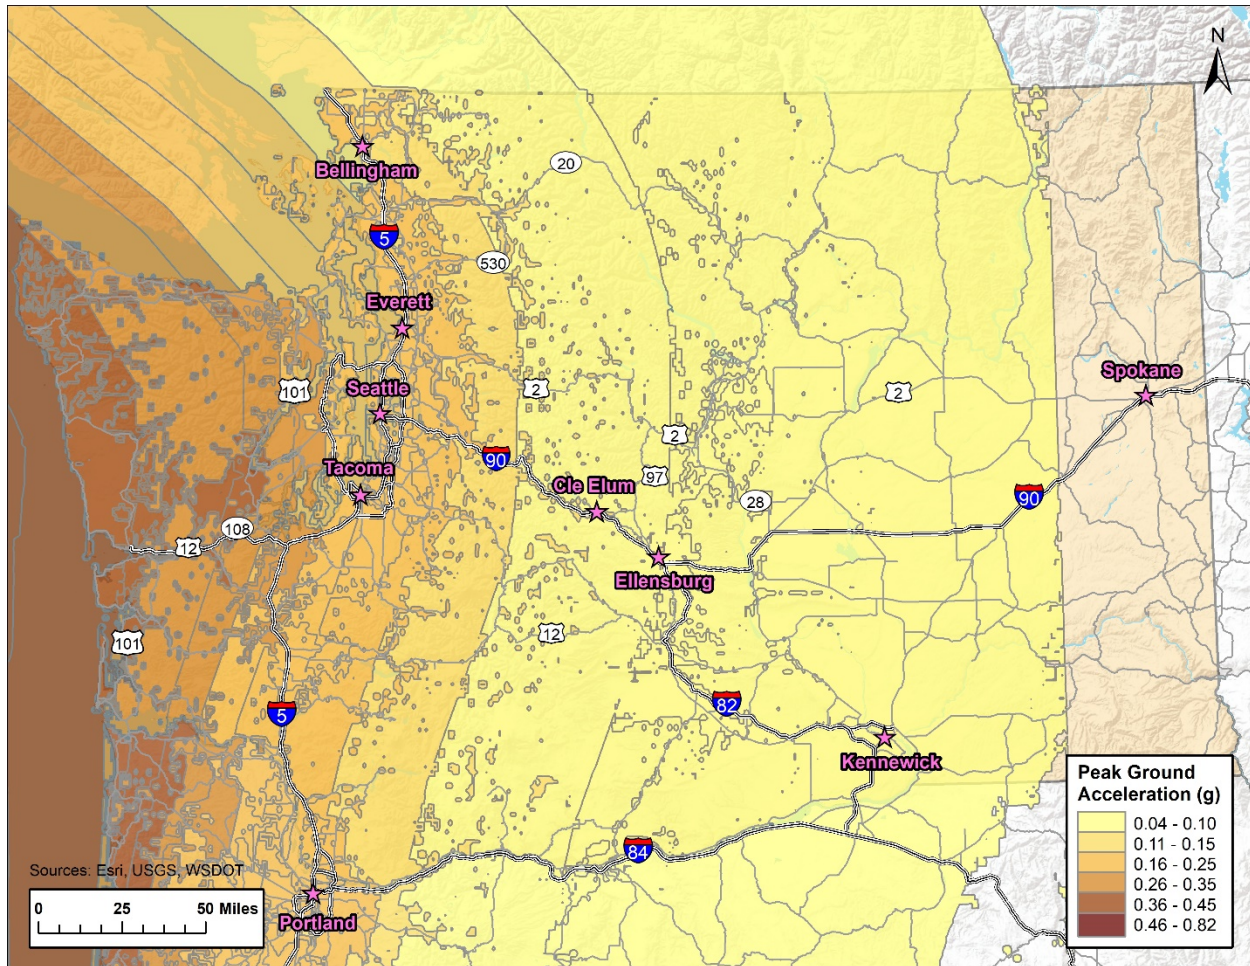 N
Bellingham
20
5
530
Everett
101
Seattle
2
2
Spokane
2
90
Tacoma
97
Cle Elum
28
90
108
12
Ellensburg
101
12
82
5
Kennewick
84
Portland
Sources: Esri, USGS, WSDOT
0 25 50 Miles
Peak Ground
Acceleration (g)
0.04 - 0.10
0.11 - 0.15
0.16 - 0.25
0.26 - 0.35
0.36 - 0.45
0.46 - 0.82